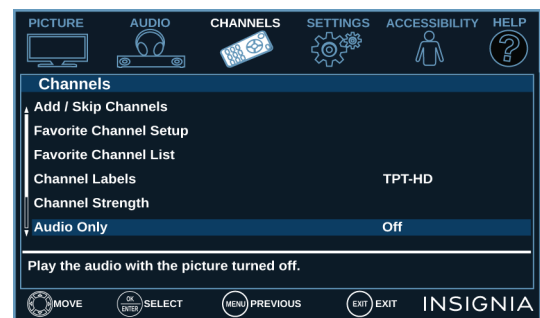 PICTURE AUDIO CHANNELS SETTINGS ACCESSIBILITY HELP
?
Channels
Add / Skip Channels
Favorite Channel Setup
Favorite Channel List
Channel Labels TPT-HD
Channel Strength
Audio Only Off
Play the audio with the picture turned off.
MOVE OK ENTER SELECT MENU PREVIOUS EXIT EXIT INSIGNIA